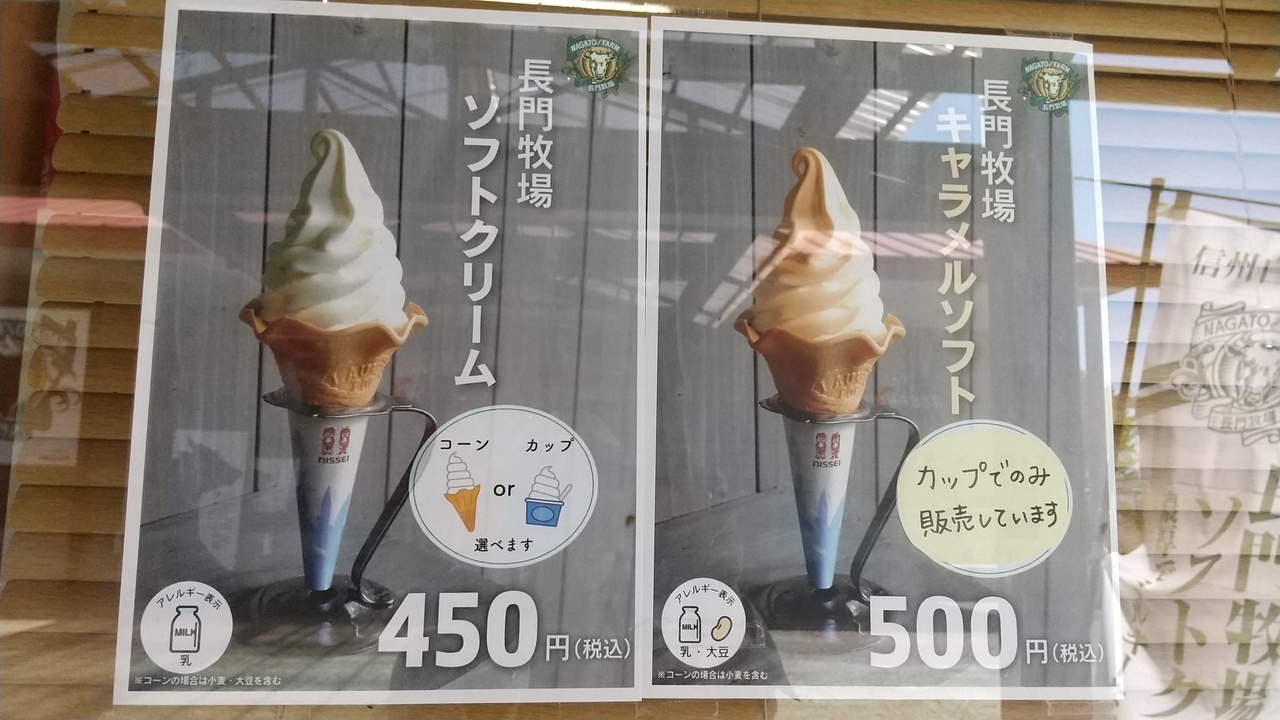 NAGATO FARM
長門牧場
長門牧場
ソフトクリーム
コーン
カップ
or
選べます
NISSEI
アレルギー表示
MILK
乳
450円(税込)
※コーンの場合は小麦・大豆を含む
NAGATO FARM
長門牧場
長門牧場
キャラメルソフト
カップでのみ
販売しています
NISSEI
アレルギー表示
MILK
乳・大豆
500円(税込)
※コーンの場合は小麦・大豆を含む
信州
NAGATO
長門牧場
牧場
ソフトク